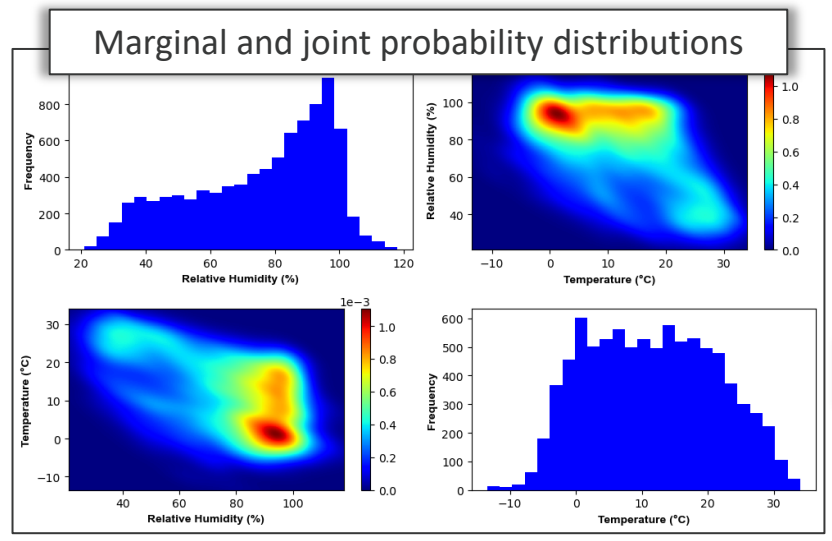 Marginal and joint probability distributions
800
600
400
200
0
Frequency
20 40 60 80 100 120
Relative Humidity (%)
100
80
60
40
Relative Humidity (%)
−10 0 10 20 30
Temperature (°C)
1.0
0.8
0.6
0.4
0.2
0.0
30
20
10
0
−10
Temperature (°C)
40 60 80 100
Relative Humidity (%)
1e−3
1.0
0.8
0.6
0.4
0.2
0.0
600
500
400
300
200
100
0
Frequency
−10 0 10 20 30
Temperature (°C)